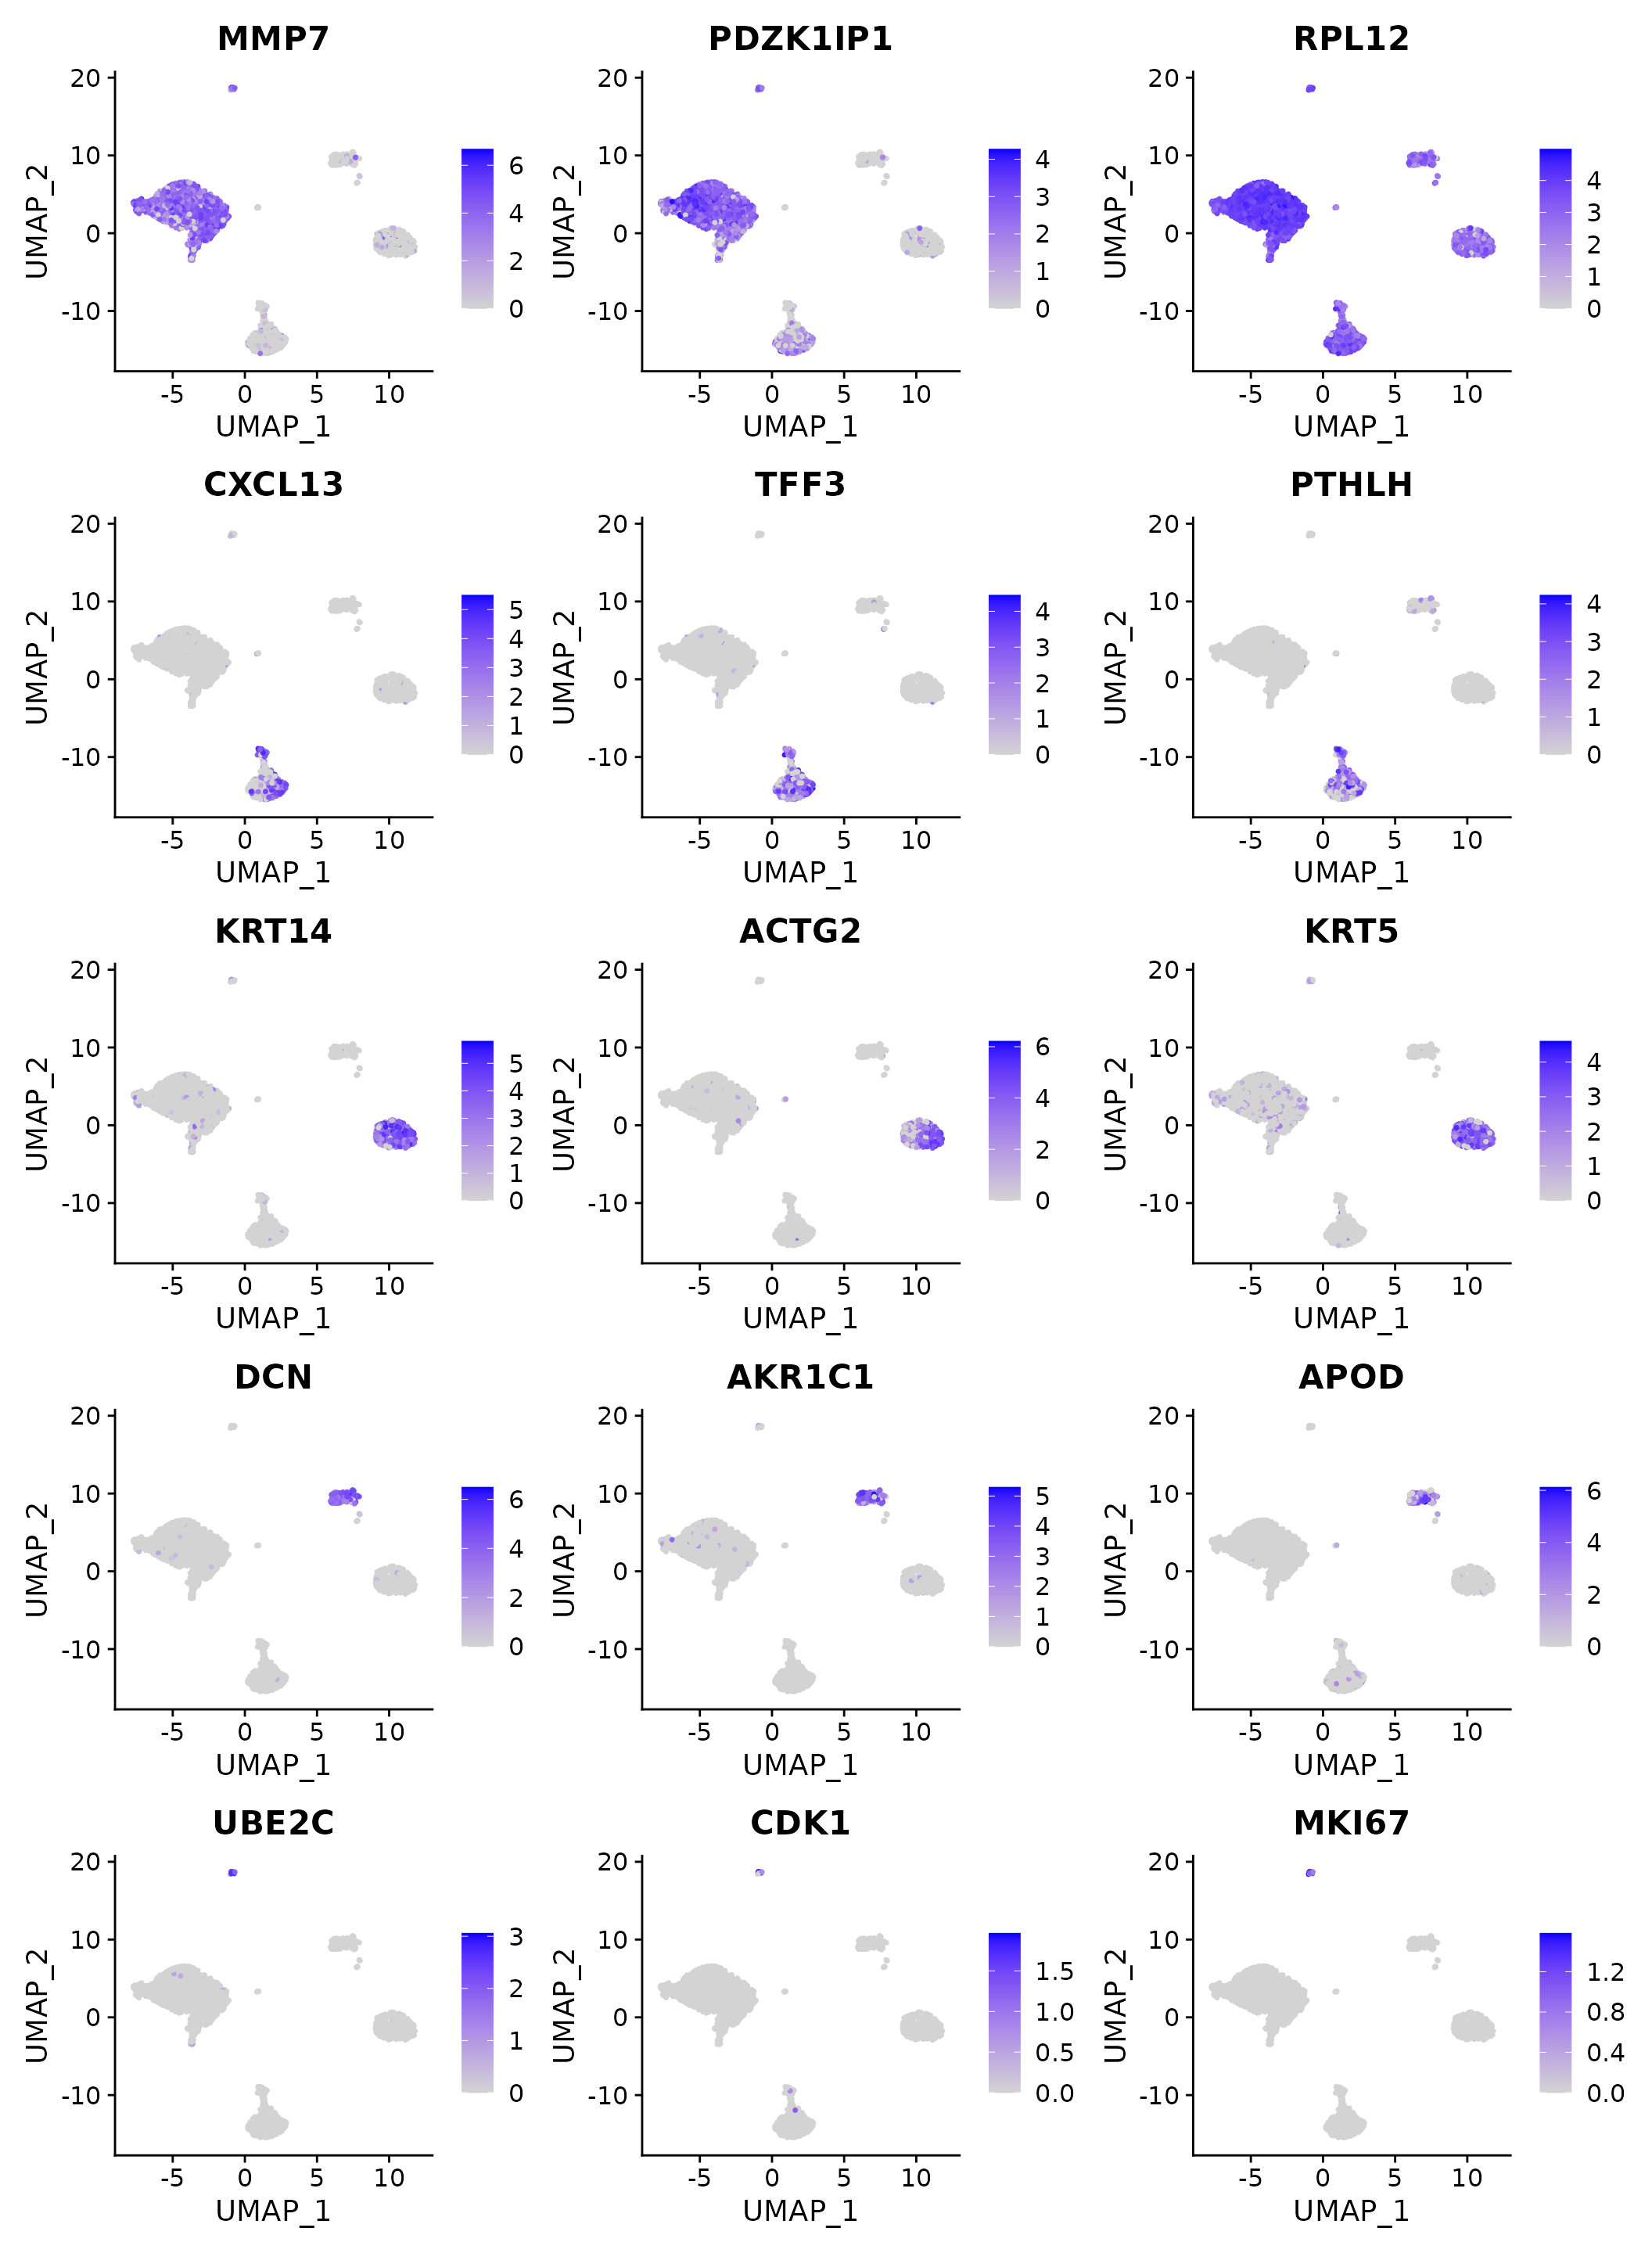 MMP7 PDZK1IP1 RPL12
UMAP_2 20 10 0 -10 6 4 2 0 UMAP_2 20 10 0 -10 4 3 2 1 0 UMAP_2 20 10 0 -10 4 3 2 1 0
-5 0 5 10 -5 0 5 10 -5 0 5 10
UMAP_1 UMAP_1 UMAP_1
CXCL13 TFF3 PTHLH
UMAP_2 20 10 0 -10 5 4 3 2 1 0 UMAP_2 20 10 0 -10 4 3 2 1 0 UMAP_2 20 10 0 -10 4 3 2 1 0
-5 0 5 10 -5 0 5 10 -5 0 5 10
UMAP_1 UMAP_1 UMAP_1
KRT14 ACTG2 KRT5
UMAP_2 20 10 0 -10 5 4 3 2 1 0 UMAP_2 20 10 0 -10 6 4 2 0 UMAP_2 20 10 0 -10 4 3 2 1 0
-5 0 5 10 -5 0 5 10 -5 0 5 10
UMAP_1 UMAP_1 UMAP_1
DCN AKR1C1 APOD
UMAP_2 20 10 0 -10 6 4 2 0 UMAP_2 20 10 0 -10 5 4 3 2 1 0 UMAP_2 20 10 0 -10 6 4 2 0
-5 0 5 10 -5 0 5 10 -5 0 5 10
UMAP_1 UMAP_1 UMAP_1
UBE2C CDK1 MKI67
UMAP_2 20 10 0 -10 3 2 1 0 UMAP_2 20 10 0 -10 1.5 1.0 0.5 0.0 UMAP_2 20 10 0 -10 1.2 0.8 0.4 0.0
-5 0 5 10 -5 0 5 10 -5 0 5 10
UMAP_1 UMAP_1 UMAP_1